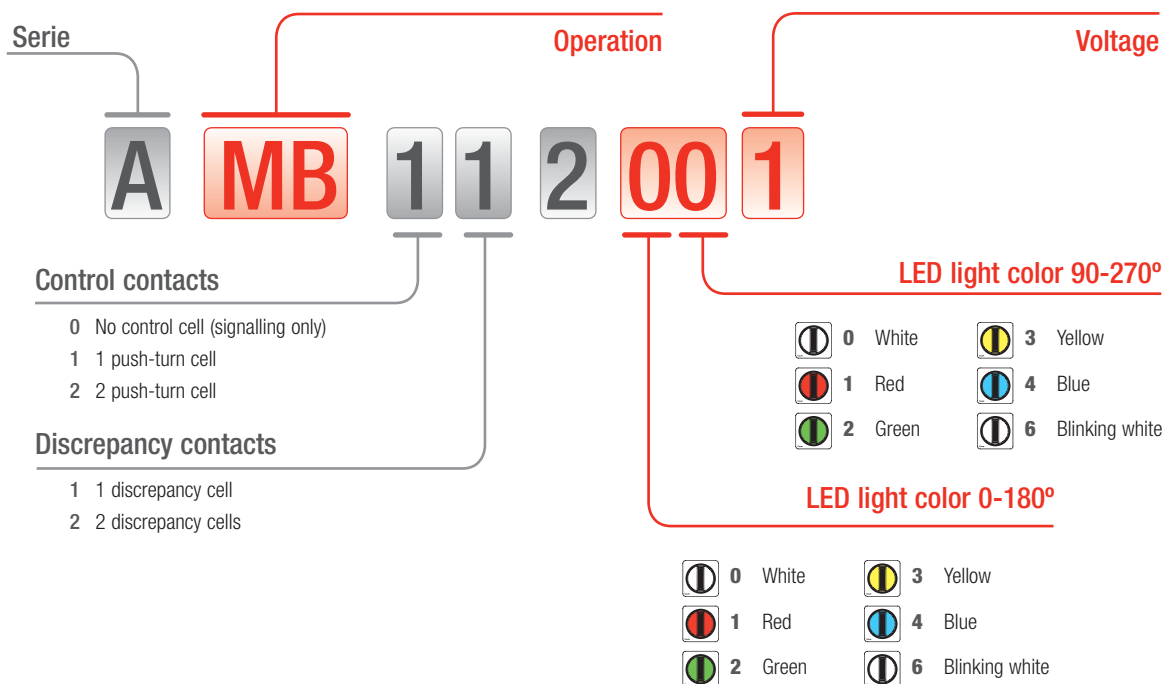 Serie
Operation
Voltage
A MB 1 1 2 00 1
Control contacts
0 No control cell (signalling only)
1 1 push-turn cell
2 2 push-turn cell
Discrepancy contacts
1 1 discrepancy cell
2 2 discrepancy cells
LED light color 90-270º
0 White
3 Yellow
1 Red
4 Blue
2 Green
6 Blinking white
LED light color 0-180º
0 White
3 Yellow
1 Red
4 Blue
2 Green
6 Blinking white